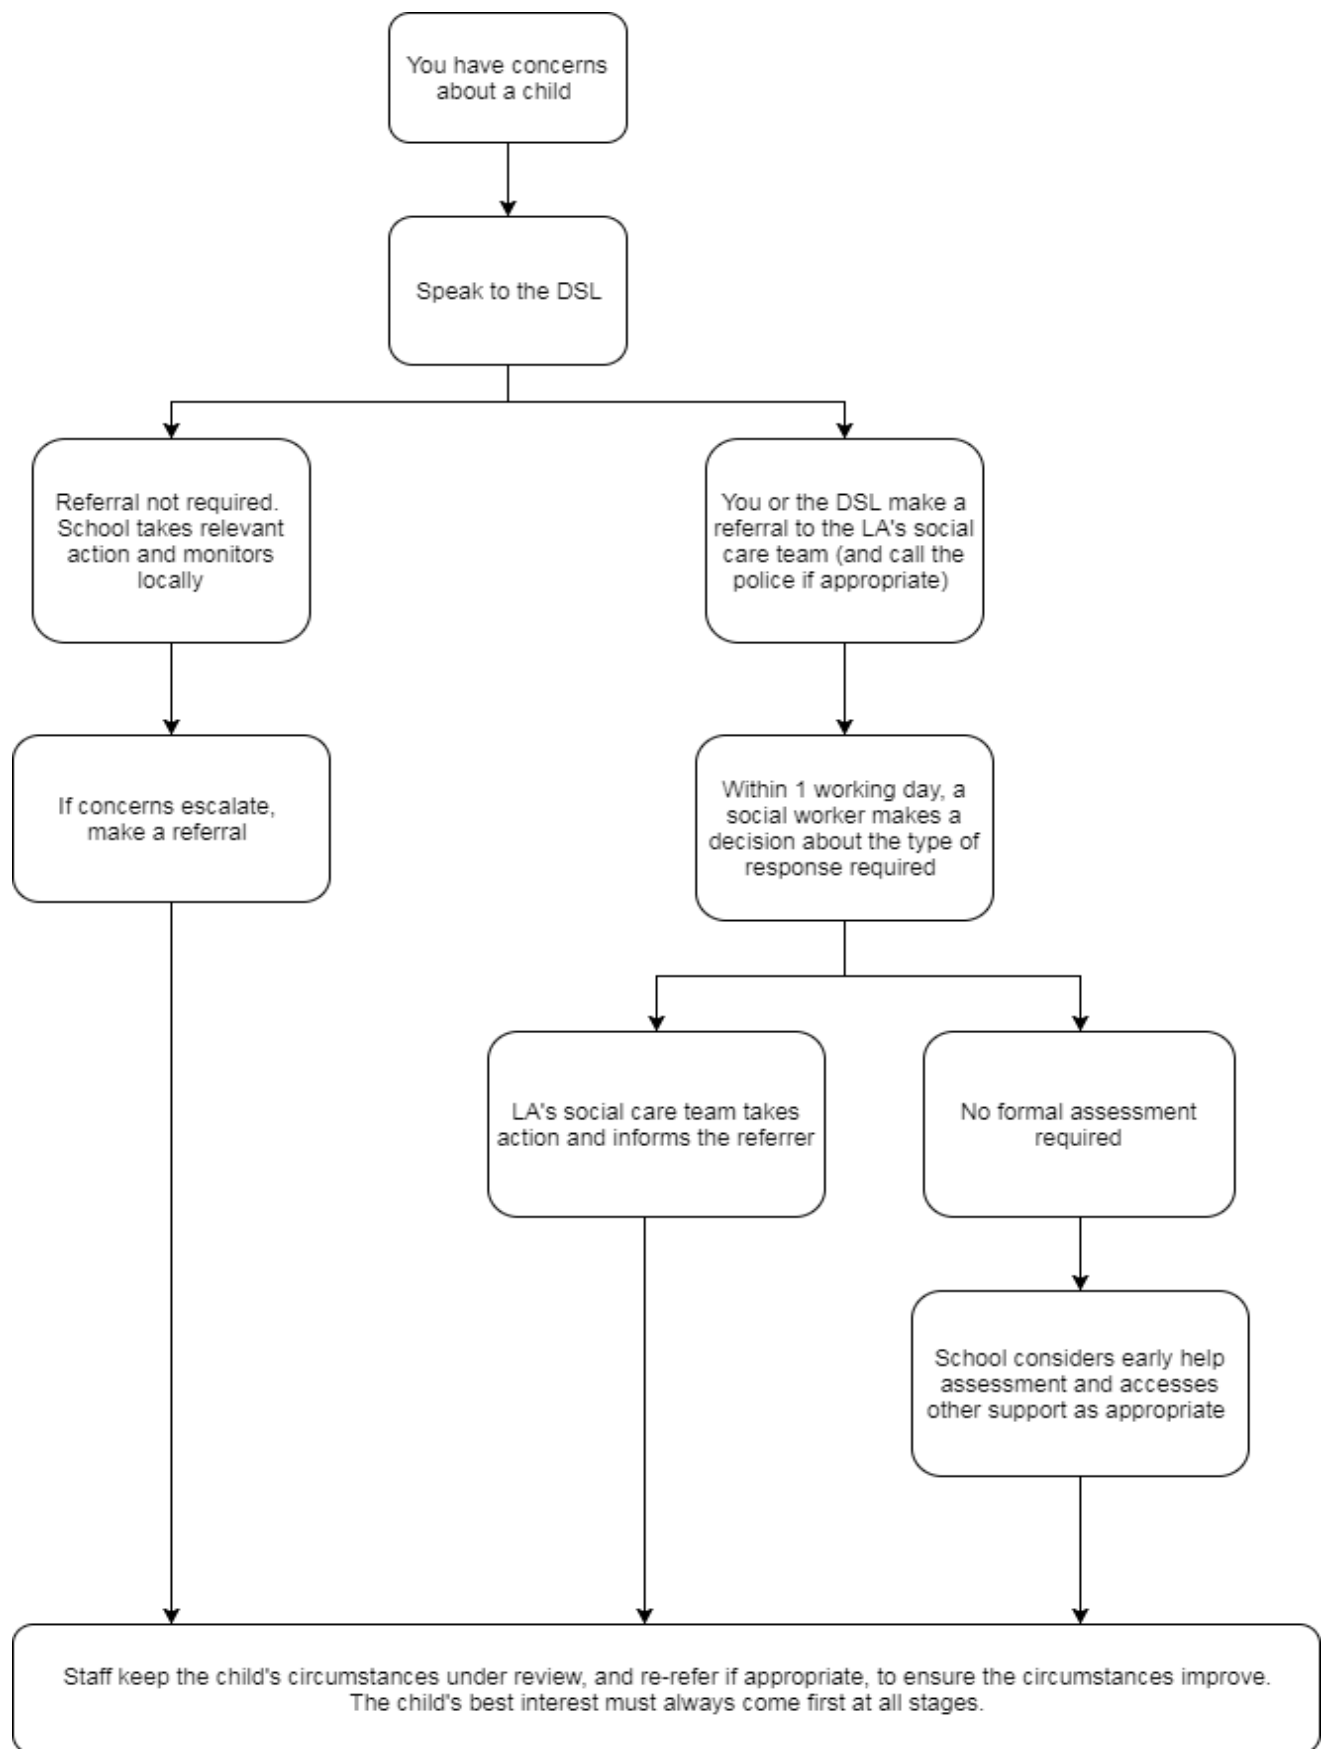 You have concerns
about a child
Speak to the DSL
Referral not required.
School takes relevant
action and monitors
locally
You or the DSL make a
referral to the LA's social
care team (and call the
police if appropriate)
If concerns escalate,
make a referral
Within 1 working day, a
social worker makes a
decision about the type of
response required
LA's social care team takes
action and informs the referrer
No formal assessment
required
School considers early help
assessment and accesses
other support as appropriate
Staff keep the child's circumstances under review, and re-refer if appropriate, to ensure the circumstances improve.
The child's best interest must always come first at all stages.